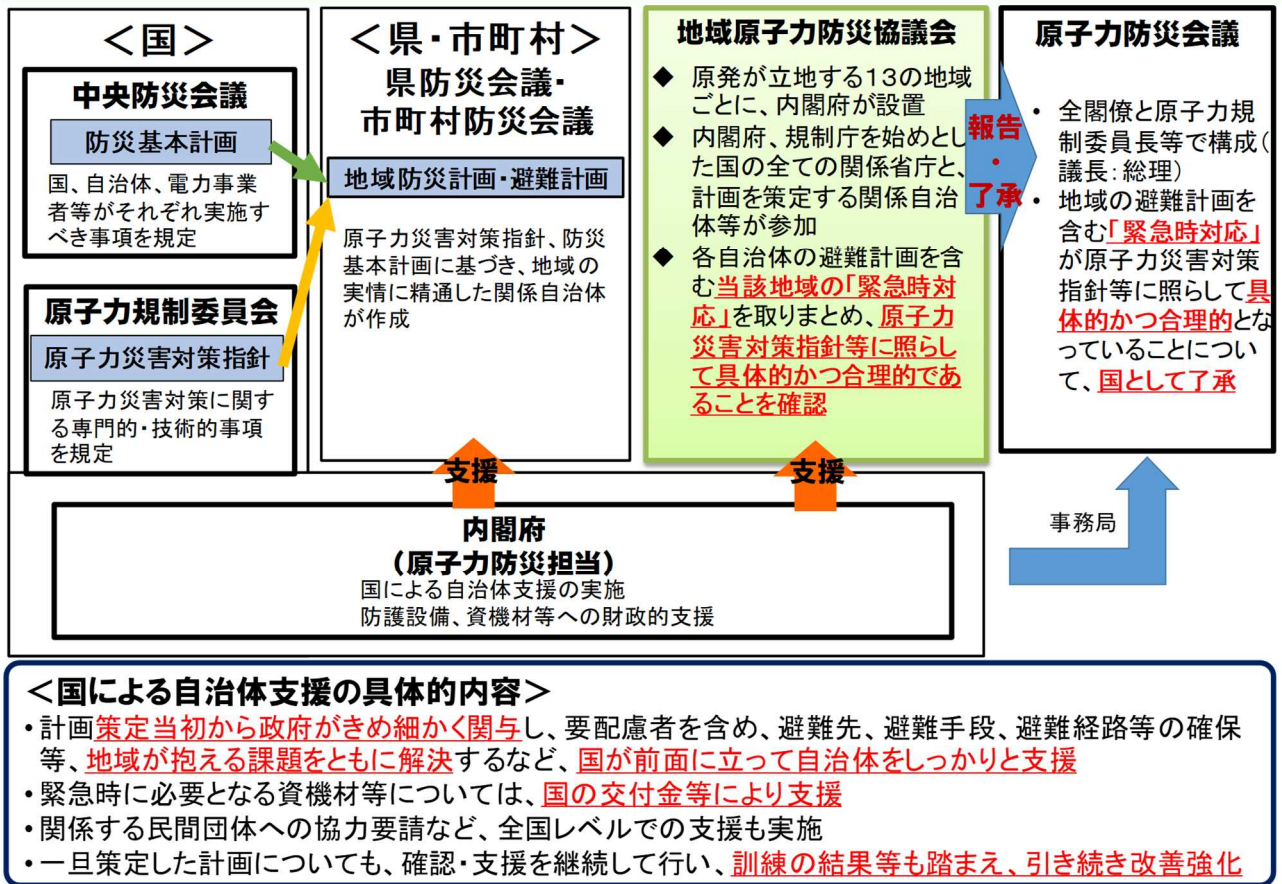 ＜国＞
中央防災会議
防災基本計画
国、自治体、電力事業
者等がそれぞれ実施す
べき事項を規定
原子力規制委員会
原子力災害対策指針
原子力災害対策に関す
る専門的・技術的事項
を規定
＜県・市町村＞
県防災会議・
市町村防災会議
地域防災計画・避難計画
原子力災害対策指針、防災
基本計画に基づき、地域の
実情に精通した関係自治体
が作成
地域原子力防災協議会
◆ 原発が立地する13の地域
ごとに、内閣府が設置
◆ 内閣府、規制庁を始めとし
た国の全ての関係省庁と、
計画を策定する関係自治
体等が参加
◆ 各自治体の避難計画を含
む当該地域の「緊急時対
応」を取りまとめ、原子力
災害対策指針等に照らし
て具体的かつ合理的であ
ることを確認
報告
・
了承
原子力防災会議
・ 全閣僚と原子力規
制委員長等で構成(
議長：総理)
・ 地域の避難計画を
含む「緊急時対応」
が原子力災害対策
指針等に照らして具
体的かつ合理的とな
っていることについ
て、国として了承
支援
支援
内閣府
（原子力防災担当）
国による自治体支援の実施
防護設備、資機材等への財政的支援
事務局
＜国による自治体支援の具体的内容＞
・計画策定当初から政府がきめ細かく関与し、要配慮者を含め、避難先、避難手段、避難経路等の確保
等、地域が抱える課題をともに解決するなど、国が前面に立って自治体をしっかりと支援
・緊急時に必要となる資機材等については、国の交付金等により支援
・関係する民間団体への協力要請など、全国レベルでの支援も実施
・一旦策定した計画についても、確認・支援を継続して行い、訓練の結果等も踏まえ、引き続き改善強化